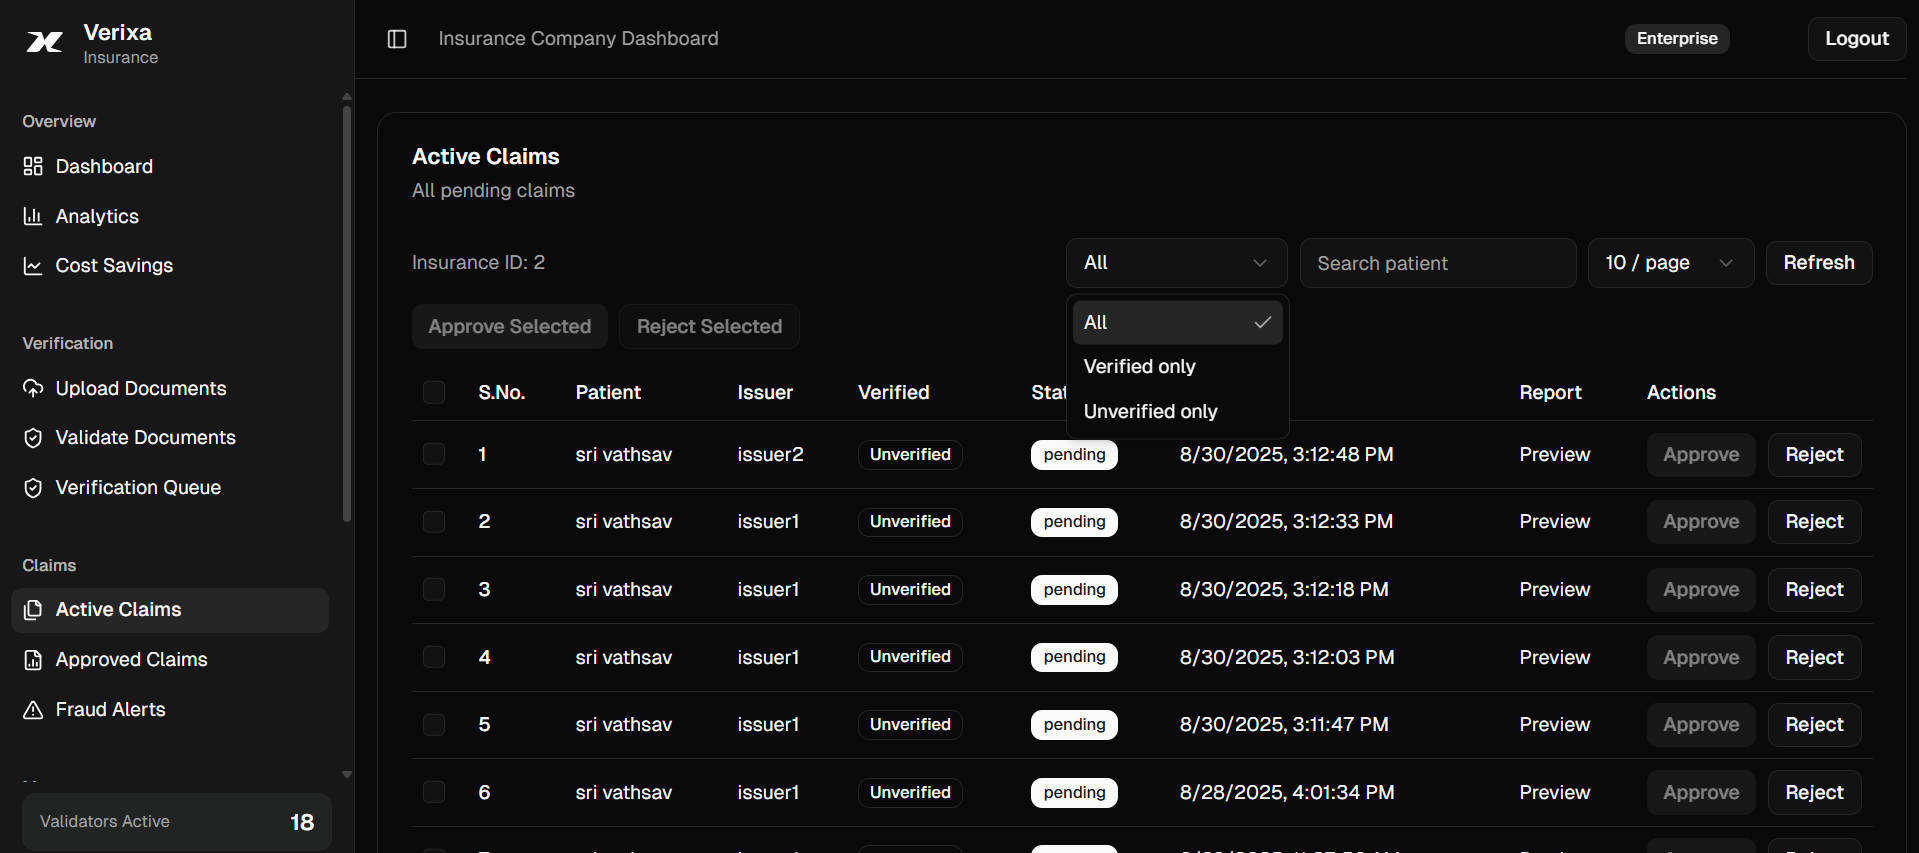 Verixa
Insurance
Insurance Company Dashboard
Enterprise
Logout
Overview
Dashboard
Analytics
Cost Savings
Verification
Upload Documents
Validate Documents
Verification Queue
Claims
Active Claims
Approved Claims
Fraud Alerts
Validators Active 18
Active Claims
All pending claims
Insurance ID: 2
All
Search patient
10 / page
Refresh
All
Verified only
Unverified only
Approve Selected
Reject Selected
S.No. Patient Issuer Verified Report Actions
1 sri vathsav issuer2 Unverified pending 8/30/2025, 3:12:48 PM Preview Approve Reject
2 sri vathsav issuer1 Unverified pending 8/30/2025, 3:12:33 PM Preview Approve Reject
3 sri vathsav issuer1 Unverified pending 8/30/2025, 3:12:18 PM Preview Approve Reject
4 sri vathsav issuer1 Unverified pending 8/30/2025, 3:12:03 PM Preview Approve Reject
5 sri vathsav issuer1 Unverified pending 8/30/2025, 3:11:47 PM Preview Approve Reject
6 sri vathsav issuer1 Unverified pending 8/28/2025, 4:01:34 PM Preview Approve Reject